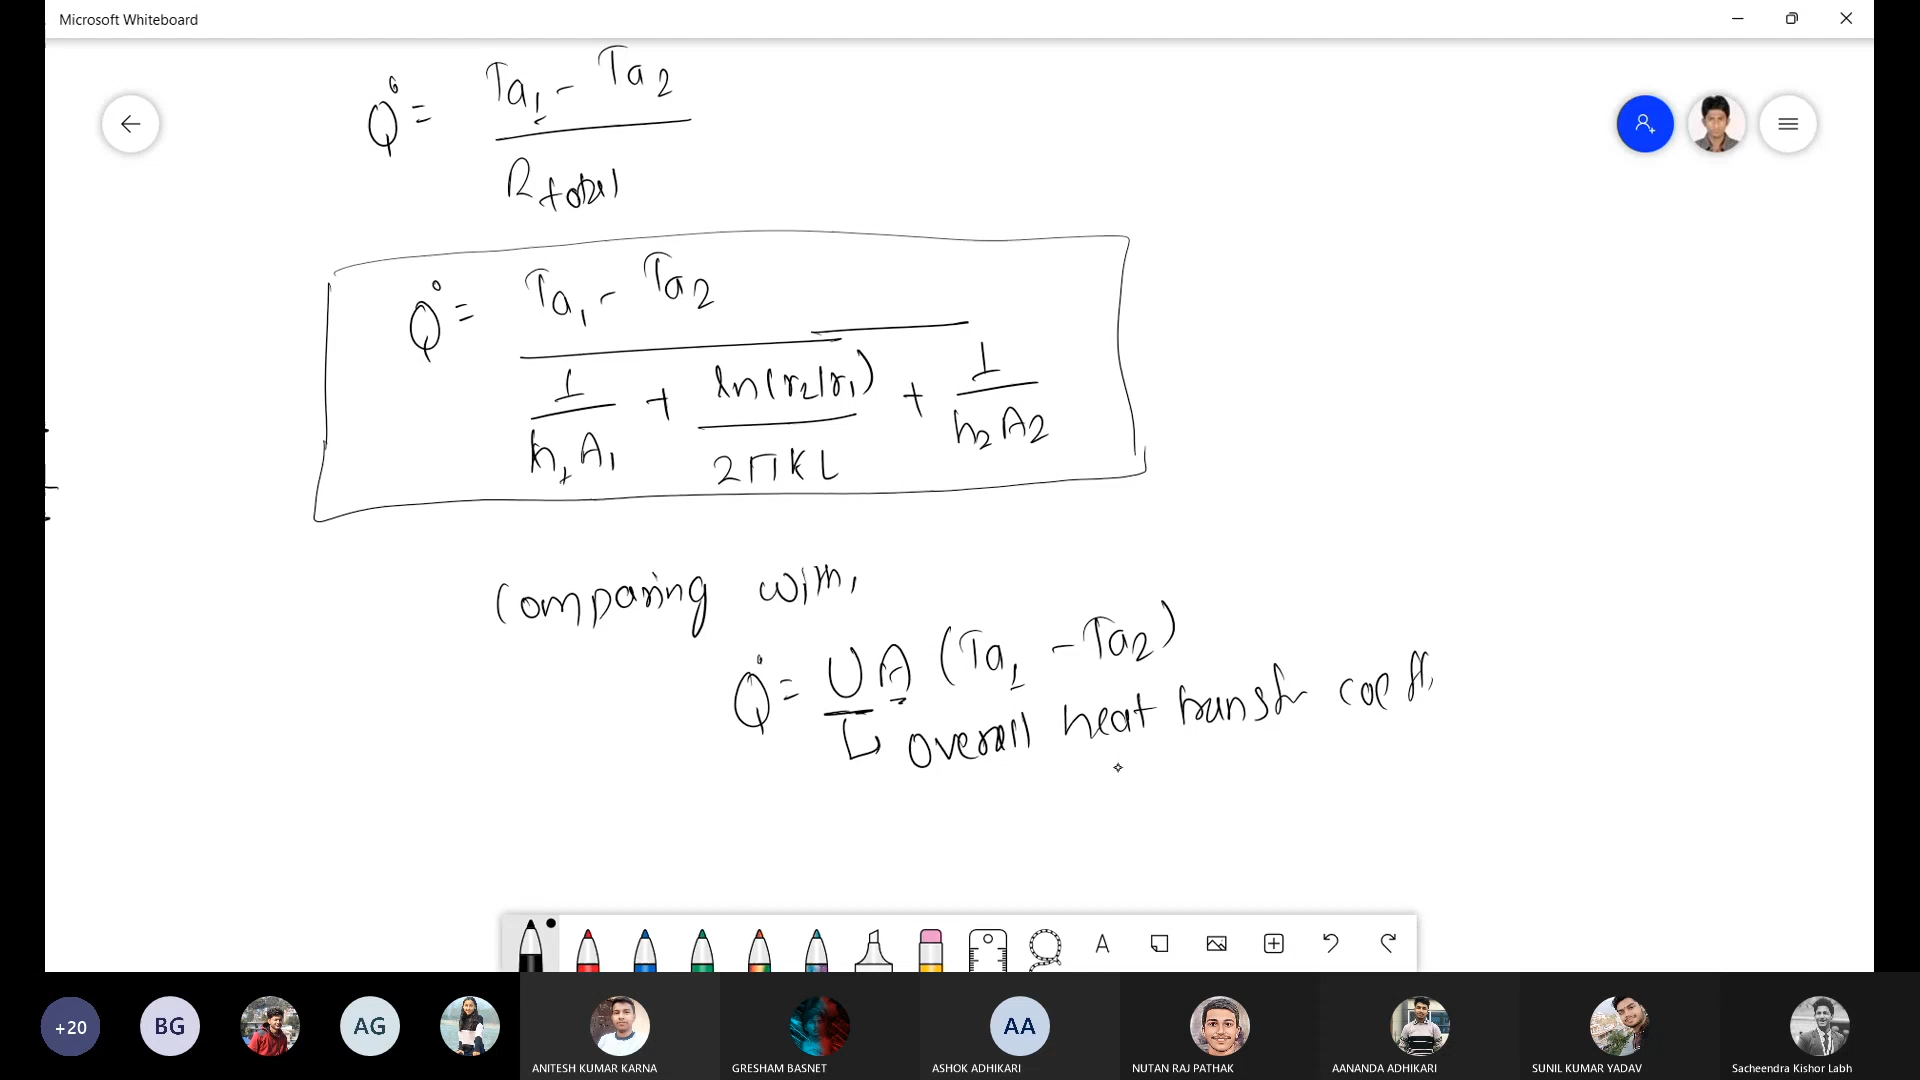 Microsoft Whiteboard
Q̇ = Ta₁ - Ta₂
Rtotal
Q̇ = Ta₁ - Ta₂
1/h₁A₁ + ln(r₂/r₁)/2πKL + 1/h₂A₂
Comparing with,
Q̇ = UA (Ta₁ - Ta₂)
overall heat transfr coeff.
A
+20
BG
AG
AA
ANITESH KUMAR KARNA
GRESHAM BASNET
ASHOK ADHIKARI
NUTAN RAJ PATHAK
AANANDA ADHIKARI
SUNIL KUMAR YADAV
Sacheendra Kishor Labh